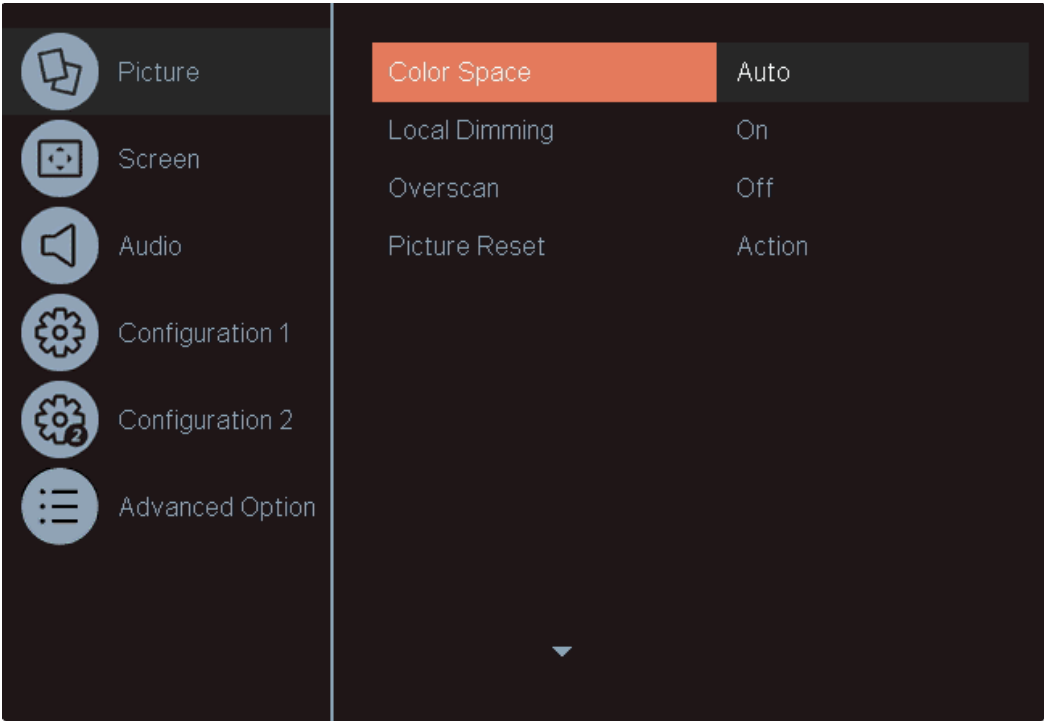 Picture
Screen
Audio
Configuration 1
Configuration 2
2
Advanced Option
Color Space Auto
Local Dimming On
Overscan Off
Picture Reset Action